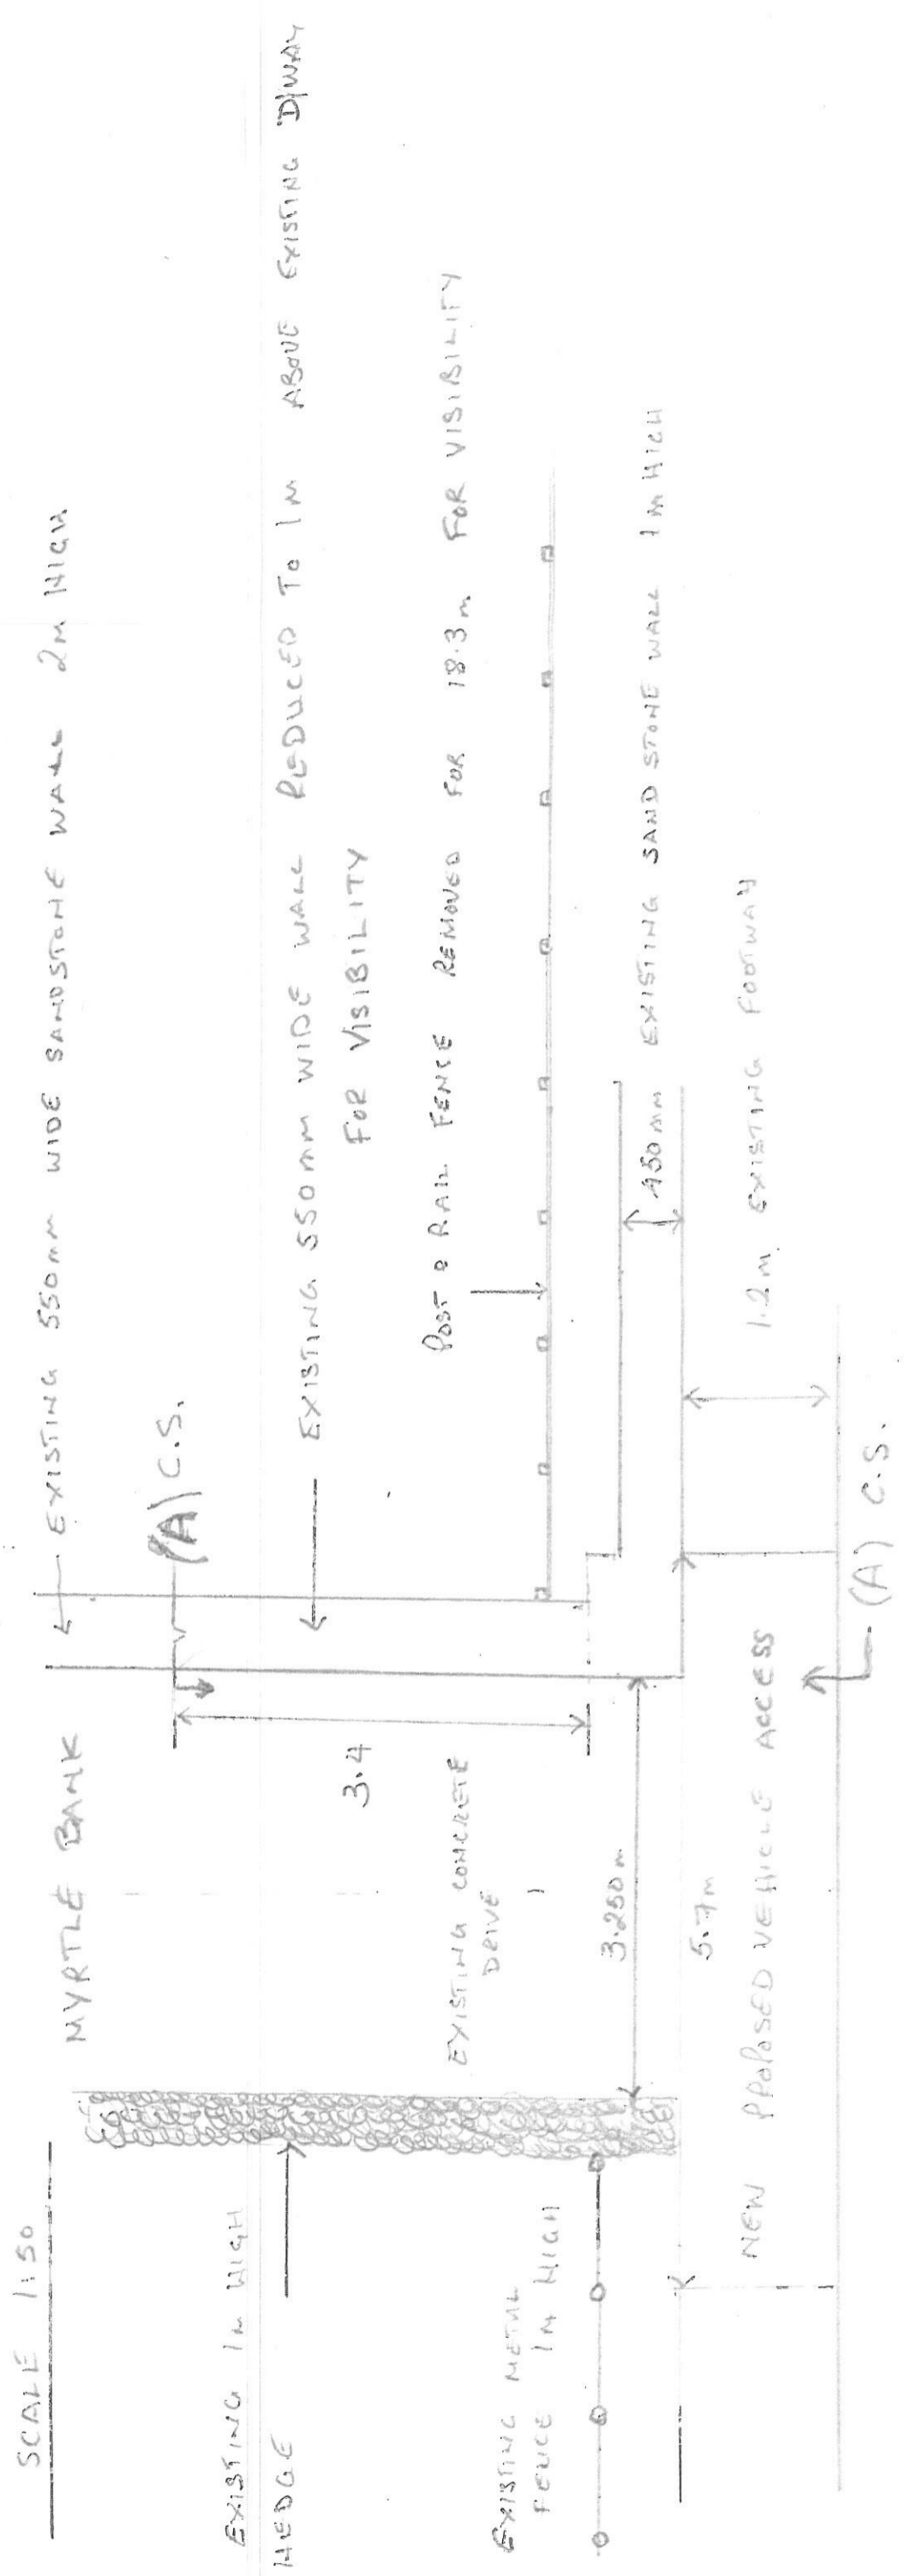 SCALE 1:50
MYRTLE BANK
EXISTING 550mm WIDE SANDSTONE WALL 2M HIGH
(A) C.S.
EXISTING 1m HIGH
HEDGE
3.4
EXISTING 550mm WIDE WALL REDUCED TO 1M ABOVE EXISTING D/WAY
FOR VISIBILITY
POST & RAIL FENCE REMOVED FOR 18.3m FOR VISIBILITY
EXISTING CONCRETE
DRIVE
EXISTING METAL
FENCE 1M HIGH
3.250m
450mm EXISTING SAND STONE WALL 1M HIGH
5.7m
NEW PROPOSED VEHICLE ACCESS
1.2m EXISTING FOOTWAY
(A) C.S.